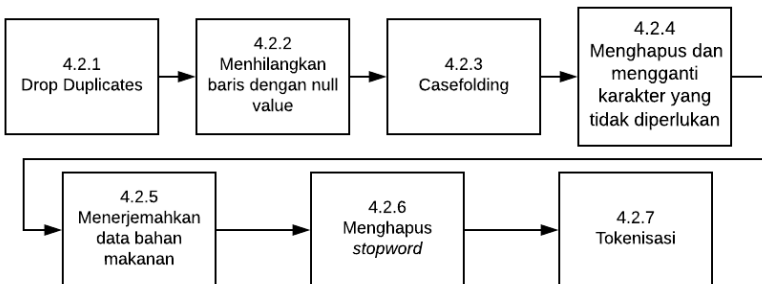 4.2.1
Drop Duplicates
4.2.2
Menhilangkan
baris dengan null
value
4.2.3
Casefolding
4.2.4
Menghapus dan
mengganti
karakter yang
tidak diperlukan
4.2.5
Menerjemahkan
data bahan
makanan
4.2.6
Menghapus
stopword
4.2.7
Tokenisasi